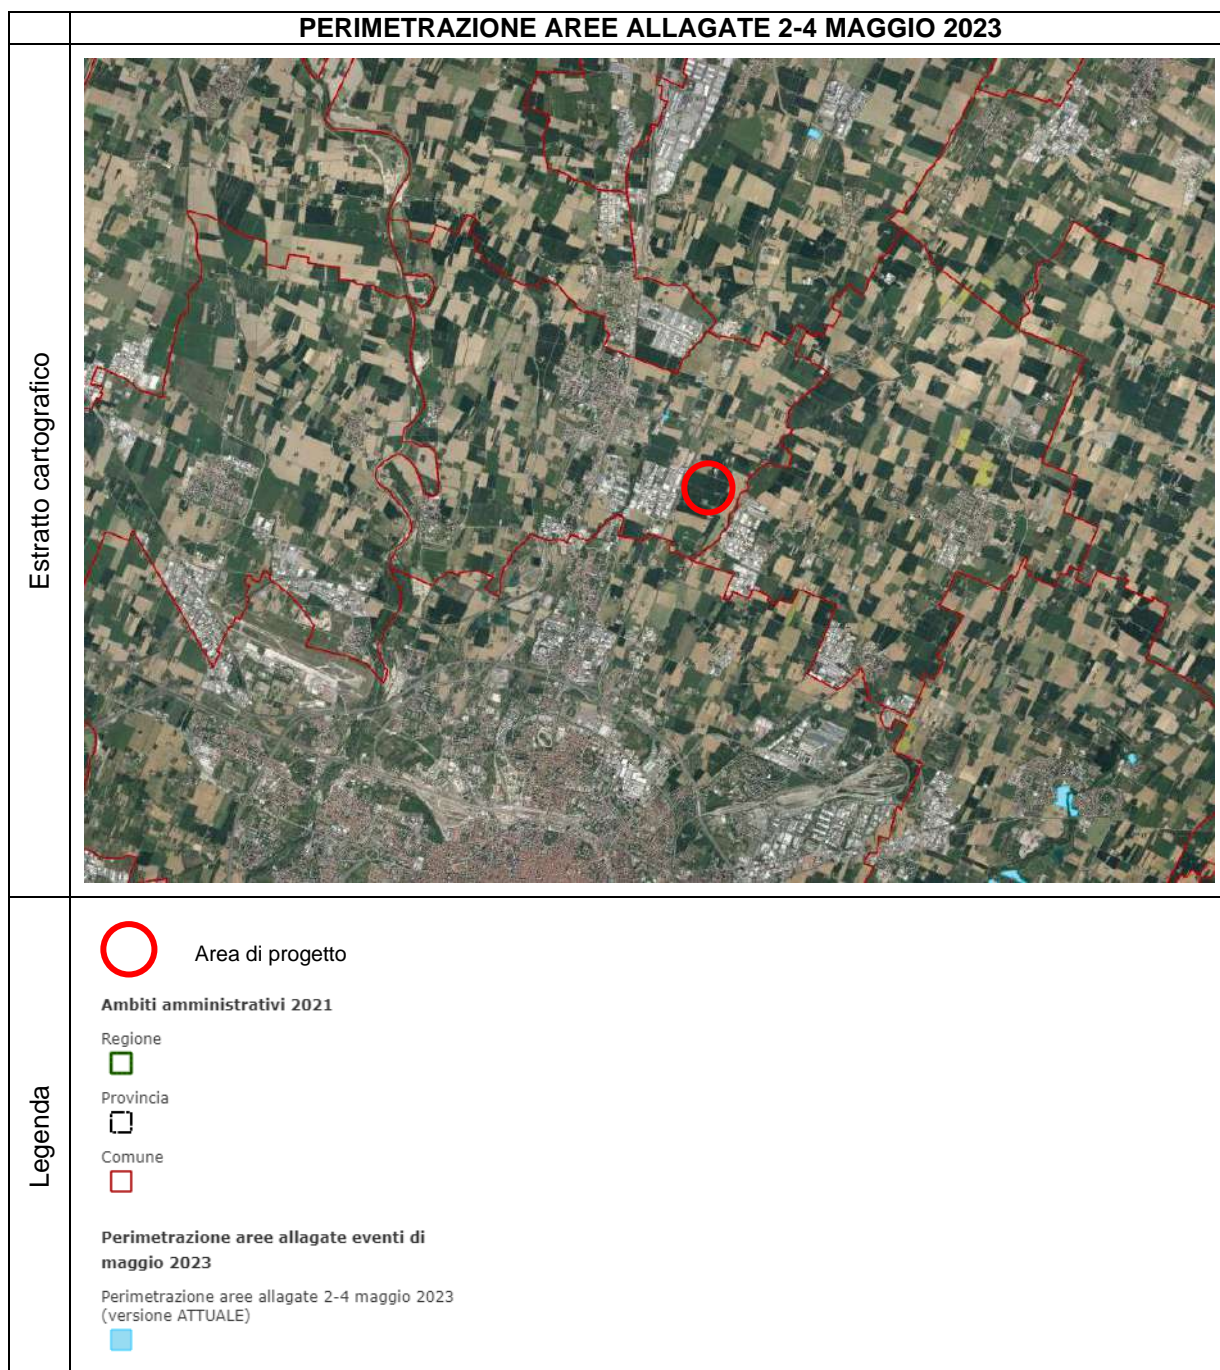 PERIMETRAZIONE AREE ALLAGATE 2-4 MAGGIO 2023
Estratto cartografico
Legenda
Area di progetto
Ambiti amministrativi 2021
Regione
Provincia
Comune
Perimetrazione aree allagate eventi di
maggio 2023
Perimetrazione aree allagate 2-4 maggio 2023
(versione ATTUALE)